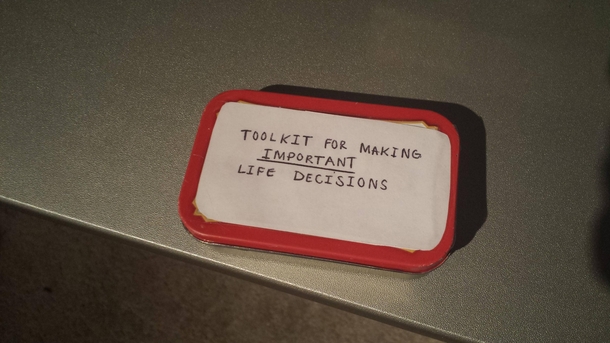 TOOLKIT FOR MAKING
IMPORTANT
LIFE DECISIONS